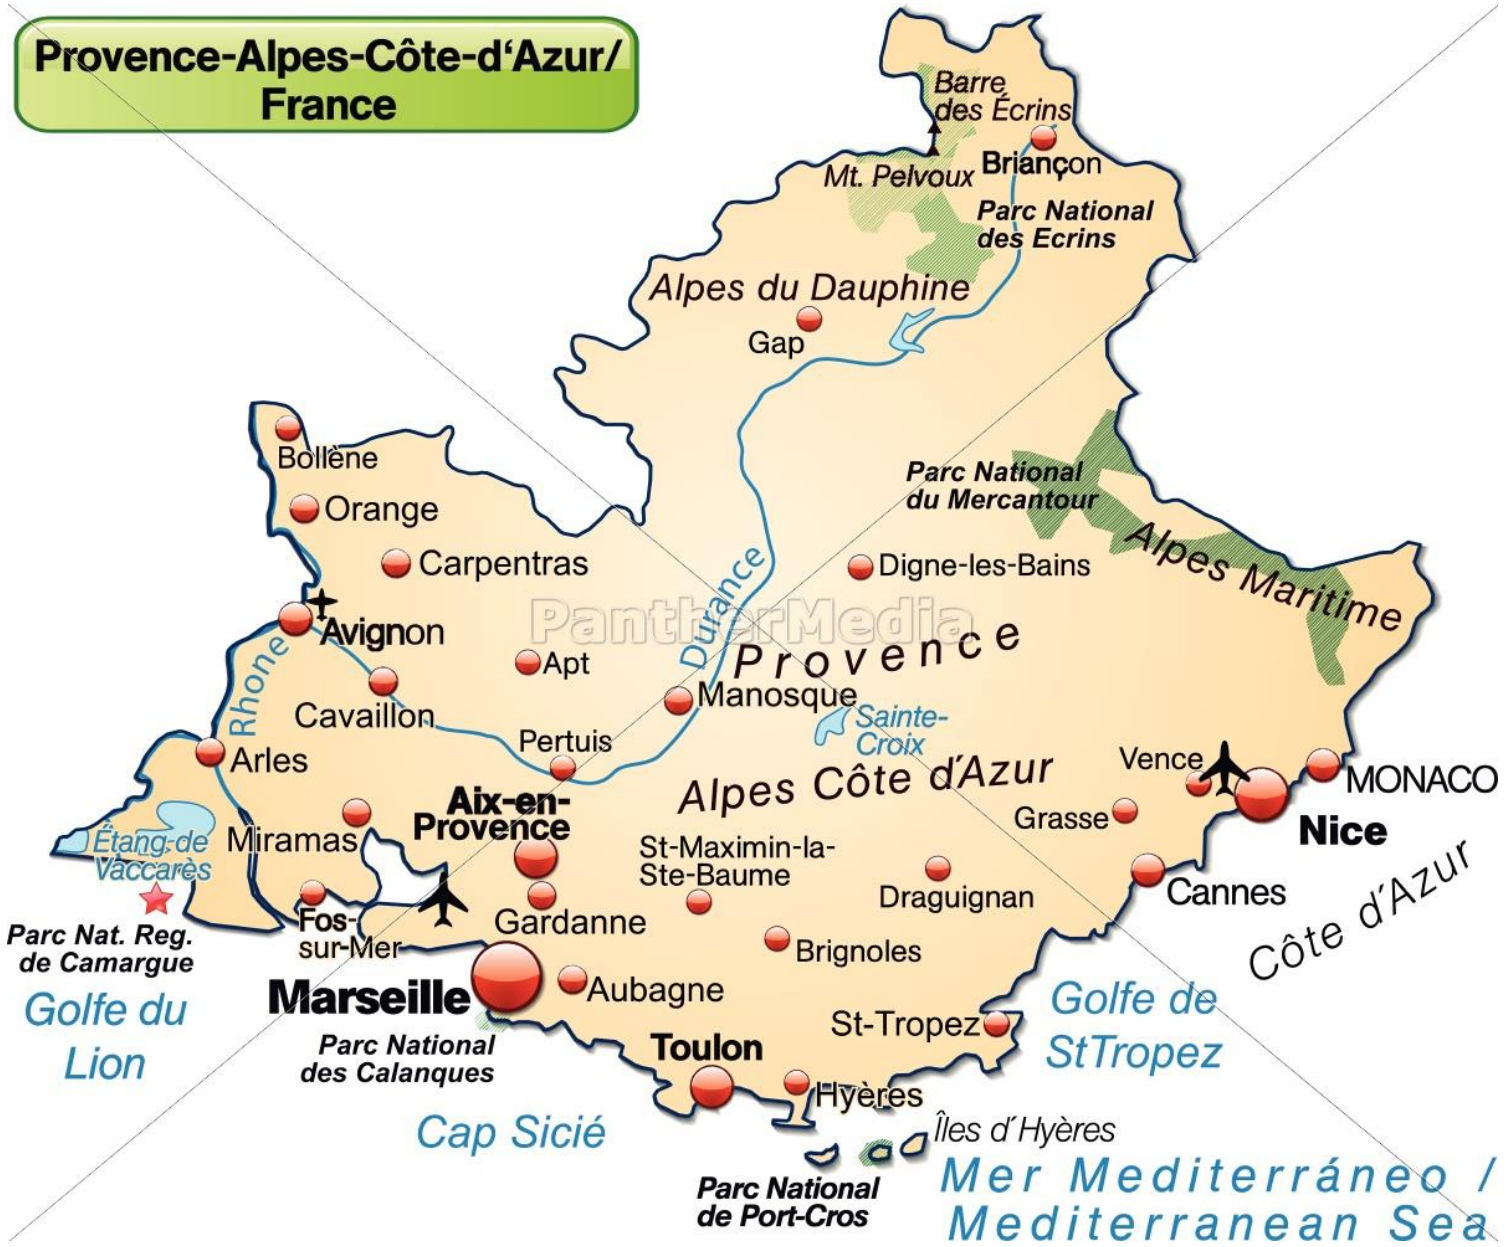 Provence-Alpes-Côte-d‘Azur/
France
Barre
des Écrins
Mt. Pelvoux
Briançon
Parc National
des Ecrins
Alpes du Dauphine
Gap
Bollène
Orange
Carpentras
Parc National
du Mercantour
Alpes Maritime
Digne-les-Bains
Durance
PantherMedia
Provence
Avignon
Rhone
Apt
Manosque
Cavaillon
Sainte-
Croix
Pertuis
Arles
Vence
MONACO
Alpes Côte d´Azur
Aix-en-
Provence
Grasse
Nice
Miramas
Étang-de
Vaccarès
St-Maximin-la-
Ste-Baume
Draguignan
Cannes
Côte d´Azur
Gardanne
Fos-
sur-Mer
Parc Nat. Reg.
de Camargue
Brignoles
Marseille
Aubagne
Golfe du
Lion
St-Tropez
Golfe de
StTropez
Parc National
des Calanques
Toulon
Hyères
Cap Sicié
Îles d´Hyères
Parc National
de Port-Cros
Mer Mediterráneo /
Mediterranean Sea